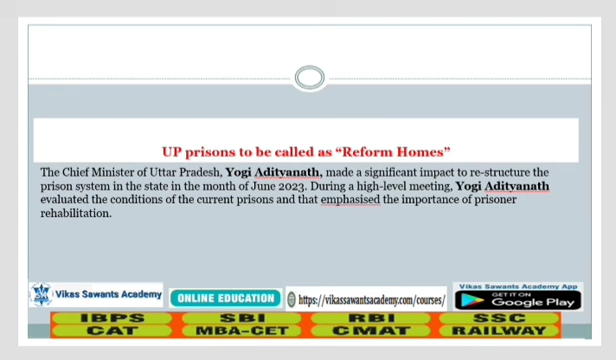 UP prisons to be called as “Reform Homes”
The Chief Minister of Uttar Pradesh, Yogi Adityanath, made a significant impact to re-structure the
prison system in the state in the month of June 2023. During a high-level meeting, Yogi Adityanath
evaluated the conditions of the current prisons and that emphasised the importance of prisoner
rehabilitation.
Vikas Sawants Academy
ONLINE EDUCATION
https://vikassawantsacademy.com/courses/
Vikas Sawants Academy App
GET IT ON
Google Play
IBPS SBI RBI SSC
CAT MBA-CET CMAT RAILWAY